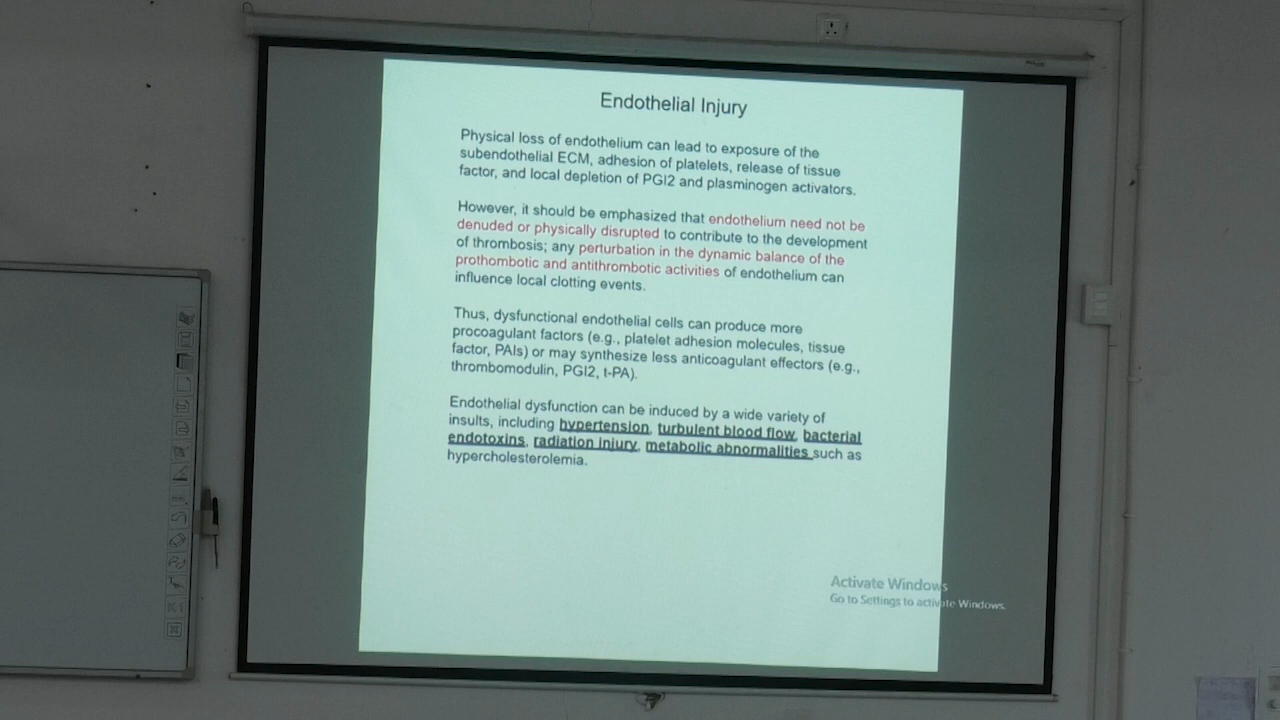 Endothelial Injury
Physical loss of endothelium can lead to exposure of the
subendothelial ECM, adhesion of platelets, release of tissue
factor, and local depletion of PGI2 and plasminogen activators.
However, it should be emphasized that endothelium need not be
denuded or physically disrupted to contribute to the development
of thrombosis; any perturbation in the dynamic balance of the
prothombotic and antithrombotic activities of endothelium can
influence local clotting events.
Thus, dysfunctional endothelial cells can produce more
procoagulant factors (e.g., platelet adhesion molecules, tissue
factor, PAIs) or may synthesize less anticoagulant effectors (e.g.,
thrombomodulin, PGI2, t-PA).
Endothelial dysfunction can be induced by a wide variety of
insults, including hypertension, turbulent blood flow, bacterial
endotoxins, radiation injury, metabolic abnormalities such as
hypercholesterolemia.
Activate Windows
Go to Settings to activate Windows.